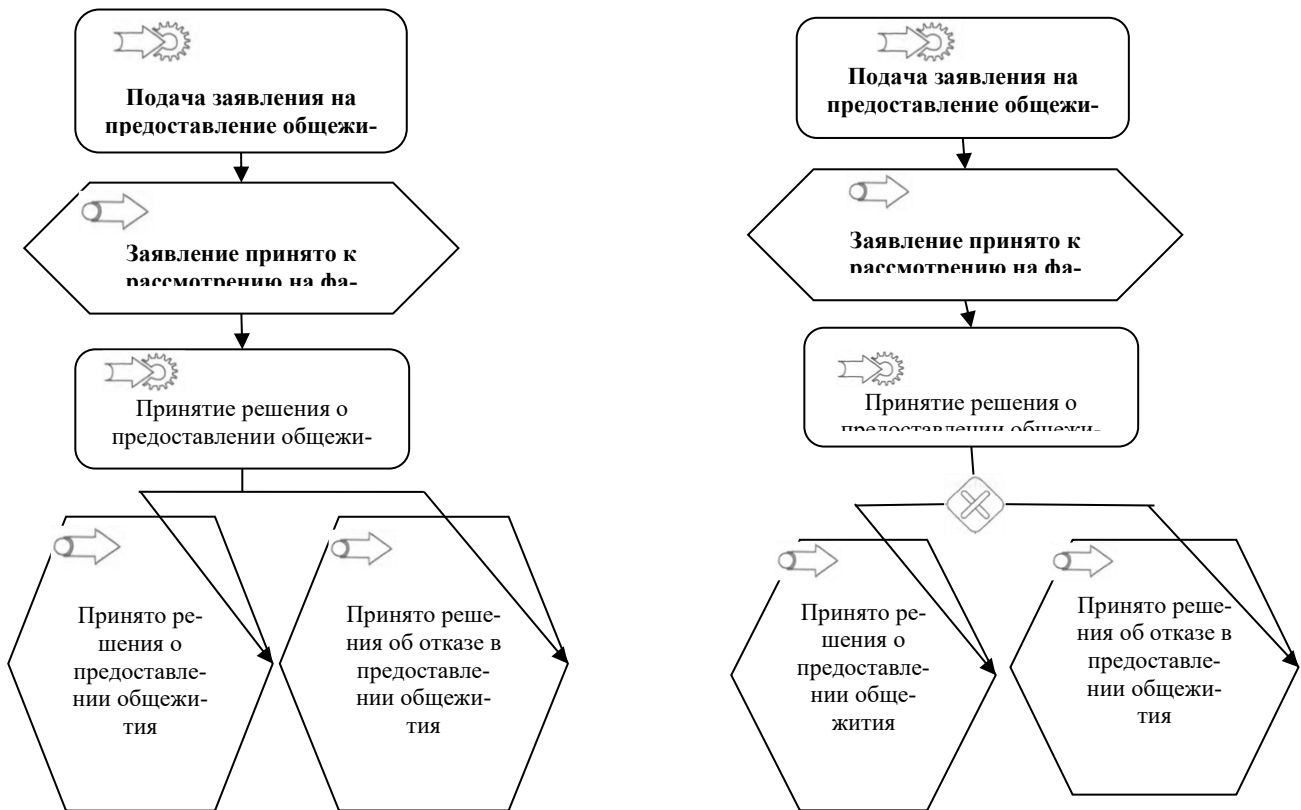 Подача заявления на
предоставление общежи-
Заявление принято к
рассмотрению на фа-
Принятие решения о
предоставлении общежи-
Принято ре-
шения о
предоставле-
нии общежи-
тия
Принято реше-
ния об отказе в
предоставле-
нии общежи-
тия
Подача заявления на
предоставление общежи-
Заявление принято к
рассмотрению на фа-
Принятие решения о
предоставлении общежи-
Принято ре-
шения о
предоставле-
нии обще-
жития
Принято реше-
ния об отказе в
предоставле-
нии общежи-
тия